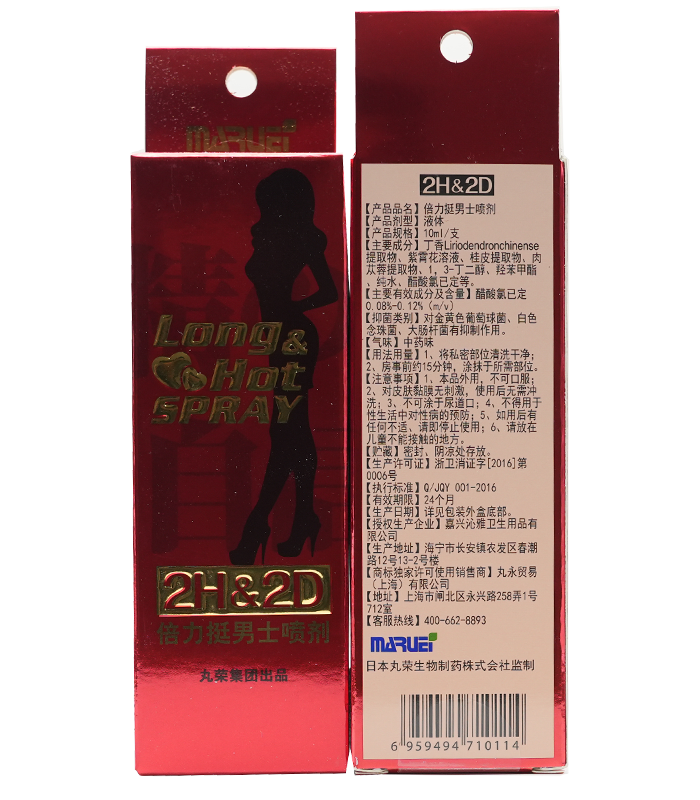 MARUEI
Long &
Hot
SPRAY
2H&2D
倍力挺男士喷剂
丸荣集团出品
2H&2D
【产品品名】倍力挺男士喷剂
【产品剂型】液体
【产品规格】10ml/支
【主要成分】丁香Liriodendronchinense
提取物、紫霄花溶液、桂皮提取物、肉
苁蓉提取物、1，3-丁二醇、羟苯甲酯
、纯水、醋酸氯已定等。
【主要有效成分及含量】醋酸氯已定
0.08%-0.12%（m/v）
【抑菌类别】对金黄色葡萄球菌、白色
念珠菌、大肠杆菌有抑制作用。
【气味】中药味
【用法用量】1、将私密部位清洗干净；
2、房事前约15分钟，涂抹于所需部位。
【注意事项】1、本品外用，不可口服；
2、对皮肤黏膜无刺激，使用后无需冲
洗；3、不可涂于尿道口；4、不得用于
性生活中对性病的预防；5、如用后有
任何不适、请即停止使用；6、请放在
儿童不能接触的地方。
【贮藏】密封、阴凉处存放。
【生产许可证】浙卫消证字[2016]第
0006号
【执行标准】Q/JQY 001-2016
【有效期限】24个月
【生产日期】详见包装外盒底部。
【授权生产企业】嘉兴沁雅卫生用品有
限公司
【生产地址】海宁市长安镇农发区春潮
路12号13-2号楼
【商标独家许可使用销售商】丸永贸易
（上海）有限公司
【地址】上海市闸北区永兴路258弄1号
712室
【客服热线】400-662-8893
MARUEI
日本丸荣生物制药株式会社监制
6 959494 710114